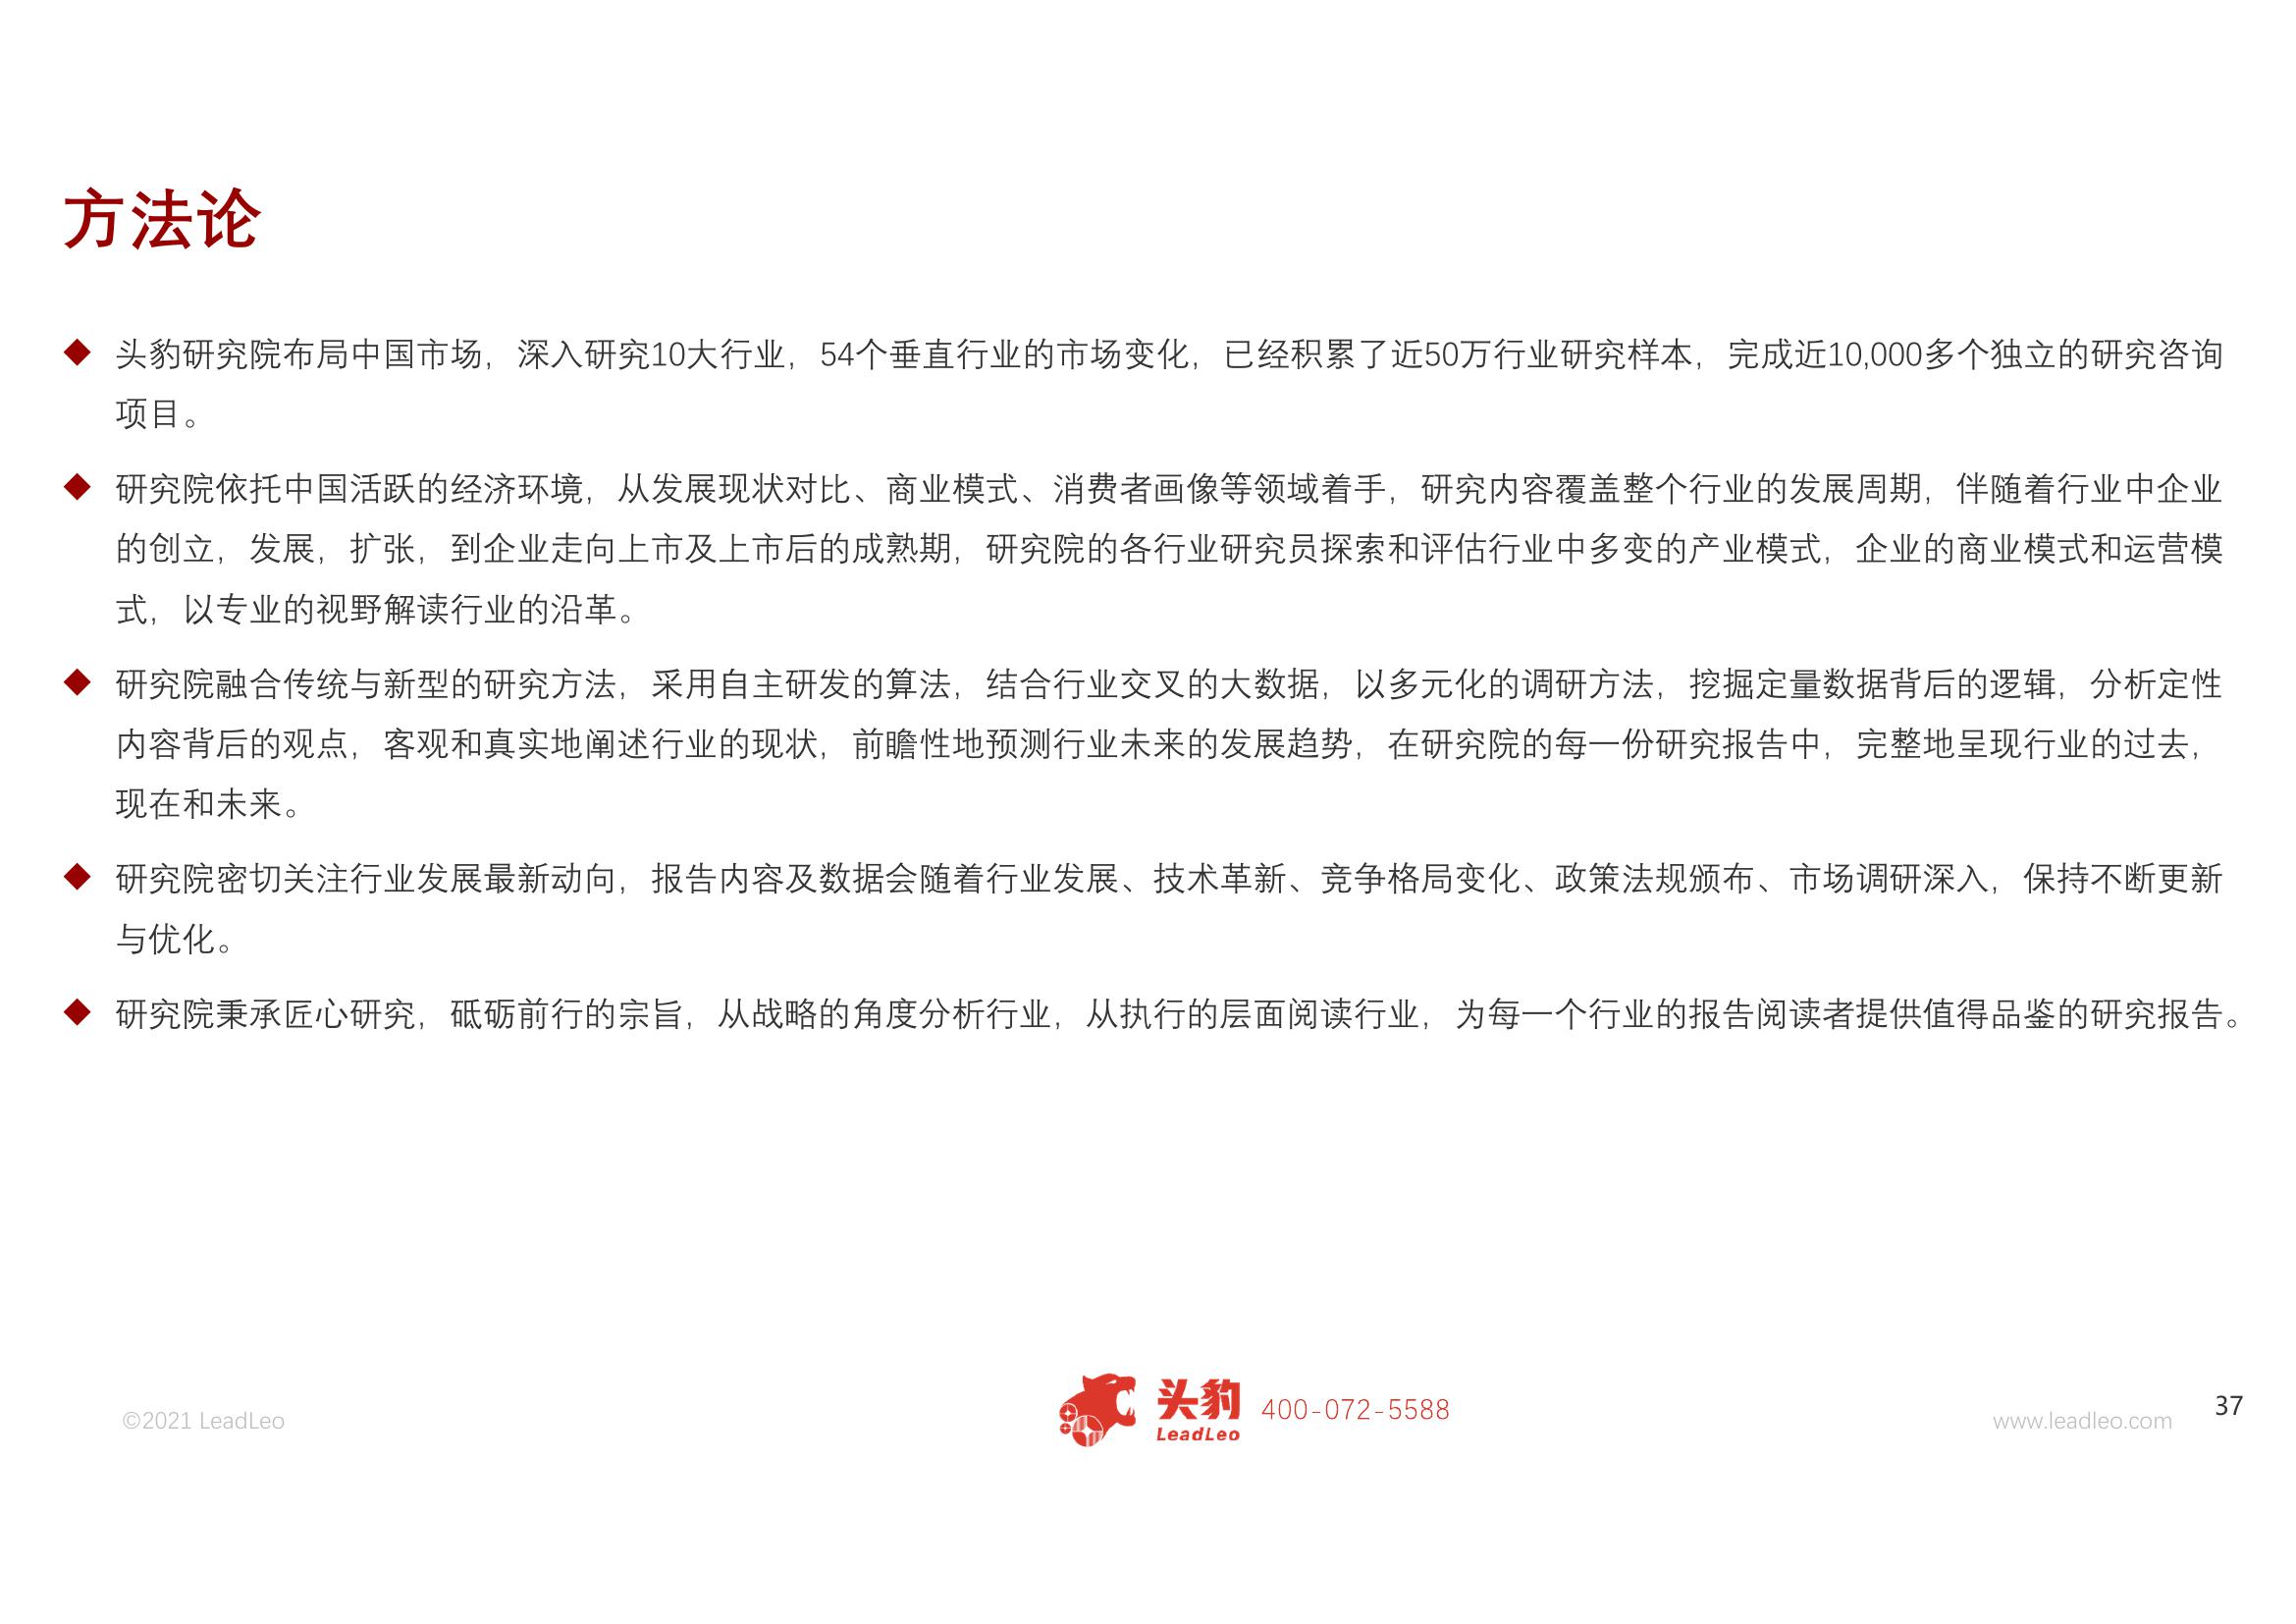 方法论
◆ 头豹研究院布局中国市场，深入研究10大行业，54个垂直行业的市场变化，已经积累了近50万行业研究样本，完成近10,000多个独立的研究咨询
项目。
◆ 研究院依托中国活跃的经济环境，从发展现状对比、商业模式、消费者画像等领域着手，研究内容覆盖整个行业的发展周期，伴随着行业中企业
的创立，发展，扩张，到企业走向上市及上市后的成熟期，研究院的各行业研究员探索和评估行业中多变的产业模式，企业的商业模式和运营模
式，以专业的视野解读行业的沿革。
◆ 研究院融合传统与新型的研究方法，采用自主研发的算法，结合行业交叉的大数据，以多元化的调研方法，挖掘定量数据背后的逻辑，分析定性
内容背后的观点，客观和真实地阐述行业的现状，前瞻性地预测行业未来的发展趋势，在研究院的每一份研究报告中，完整地呈现行业的过去，
现在和未来。
◆ 研究院密切关注行业发展最新动向，报告内容及数据会随着行业发展、技术革新、竞争格局变化、政策法规颁布、市场调研深入，保持不断更新
与优化。
◆ 研究院秉承匠心研究，砥砺前行的宗旨，从战略的角度分析行业，从执行的层面阅读行业，为每一个行业的报告阅读者提供值得品鉴的研究报告。
©2021 LeadLeo
头豹
LeadLeo
400-072-5588
www.leadleo.com
37